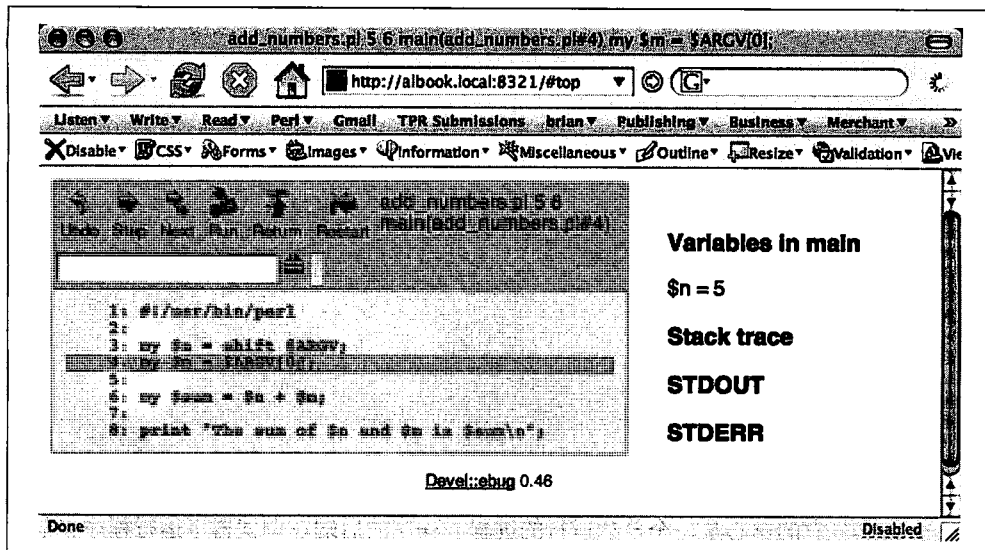 add_numbers.pl 5 6 main(add_numbers.pl#4) my $m = $ARGV[0];
http://albook.local:8321/#top
G
Listen Write Read Perl Gmail TPR Submissions brian Publishing Business Merchant »
Disable CSS Forms Images Information Miscellaneous Outline Resize Validation Vie
Undo Step Next Run Return Restart
add_numbers.pl 5 6
main(add_numbers.pl#4)
1: #!/usr/bin/perl
2:
3: my $n = shift @ARGV;
4: my $m = $ARGV[0];
5:
6: my $sum = $n + $m;
7:
8: print "The sum of $n and $m is $sum\n";
Variables in main
$n = 5
Stack trace
STDOUT
STDERR
Devel::ebug 0.46
Done Disabled